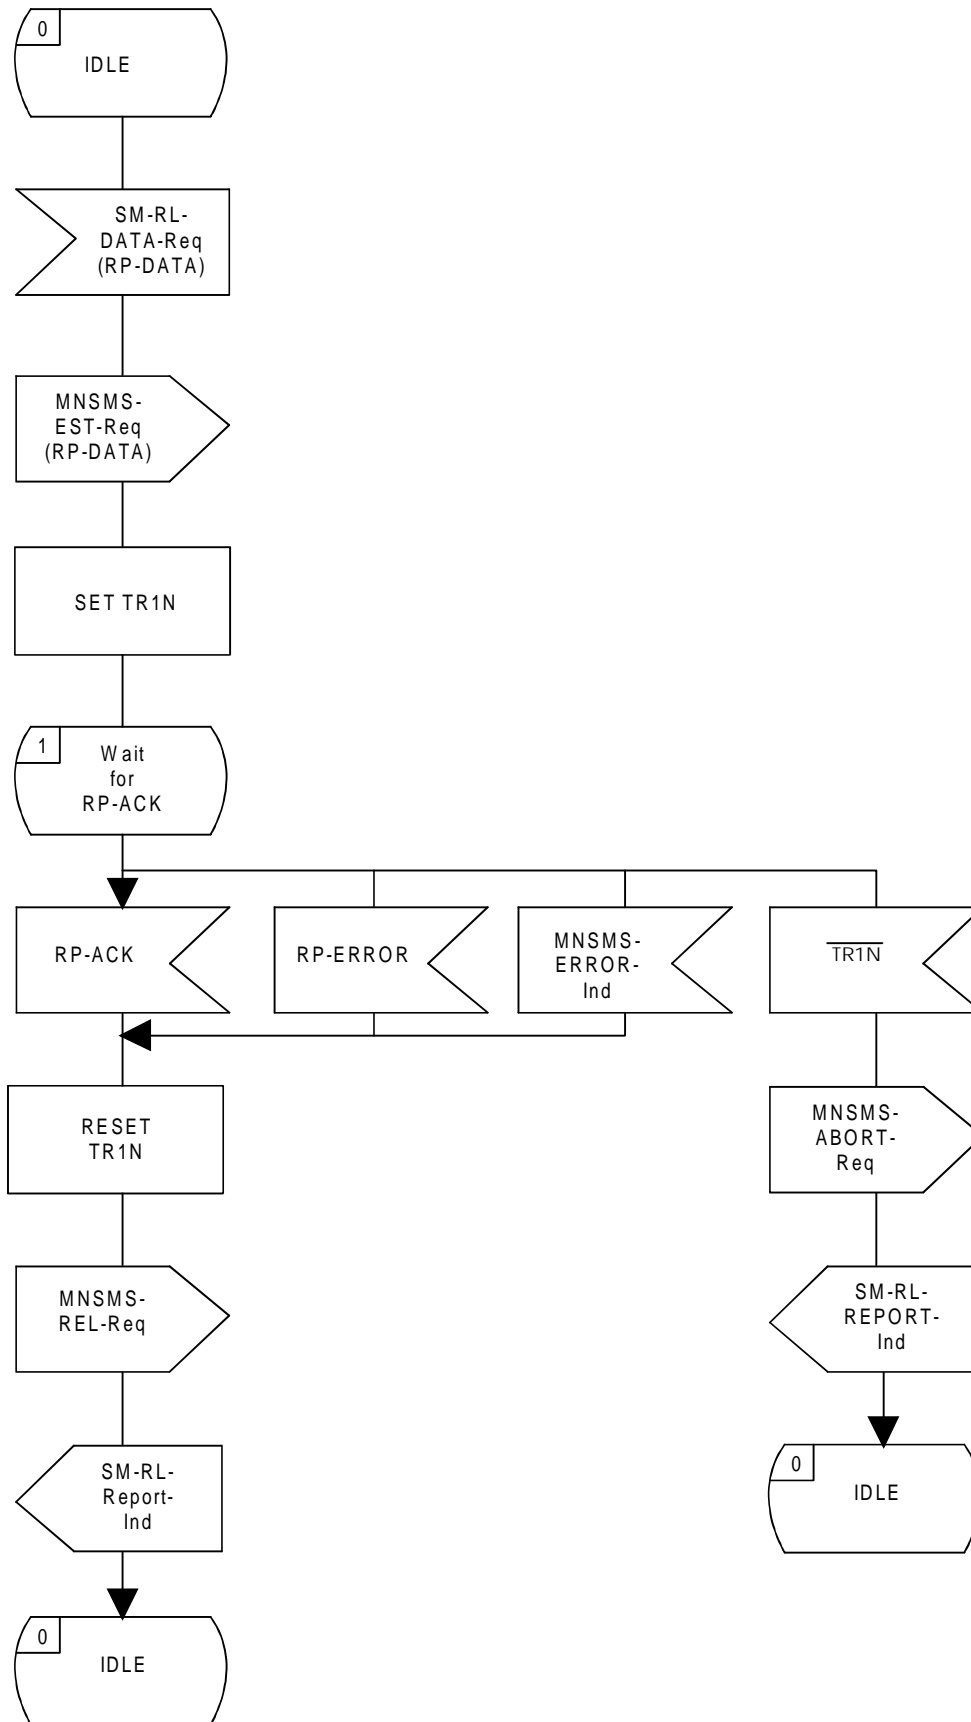 0
IDLE
SM-RL-
DATA-Req
(RP-DATA)
MNSMS-
EST-Req
(RP-DATA)
SET TR1N
1
Wait
for
RP-ACK
RP-ACK
RP-ERROR
MNSMS-
ERROR-
Ind
TR1N
RESET
TR1N
MNSMS-
ABORT-
Req
MNSMS-
REL-Req
SM-RL-
REPORT-
Ind
SM-RL-
Report-
Ind
0
IDLE
0
IDLE